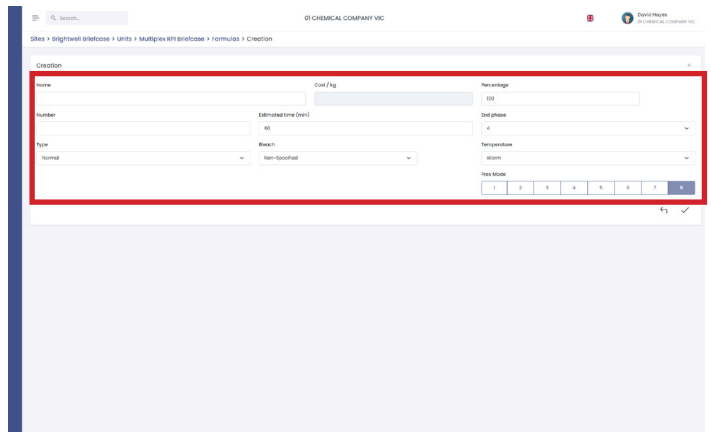 Search...
01 CHEMICAL COMPANY VIC
David Hayes
01 CHEMICAL COMPANY VIC
Sites > Brightwell Briefcase > Units > Multiplex RPI Briefcase > Formulas > Creation
Creation
Name
Cost / kg
Percentage
100
Number
Estimated time (min)
End phase
60
4
Type
Bleach
Temperature
Normal
Non-Specified
Warm
Free Mode
1 2 3 4 5 6 7 8